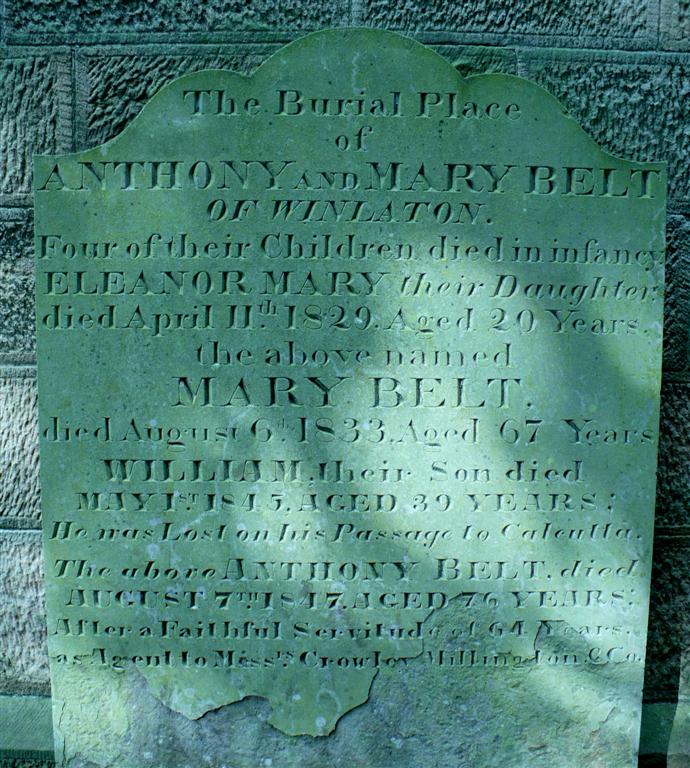 The Burial Place
of
ANTHONY AND MARY BELT
OF WINLATON.
Four of their Children died in infancy
ELEANOR MARY their Daughter
died April 11th 1829. Aged 20 Years.
the above named
MARY BELT.
died August 6th 1833. Aged 67 Years
WILLIAM, their Son died
MAY 1ST 1845, AGED 39 YEARS;
He was Lost on his Passage to Calcutta.
The above ANTHONY BELT, died
AUGUST 7TH 1847, AGED 76 YEARS;
After a Faithful Servitude of 64 Years,
as Agent to Messrs Crowley Millington & Co.